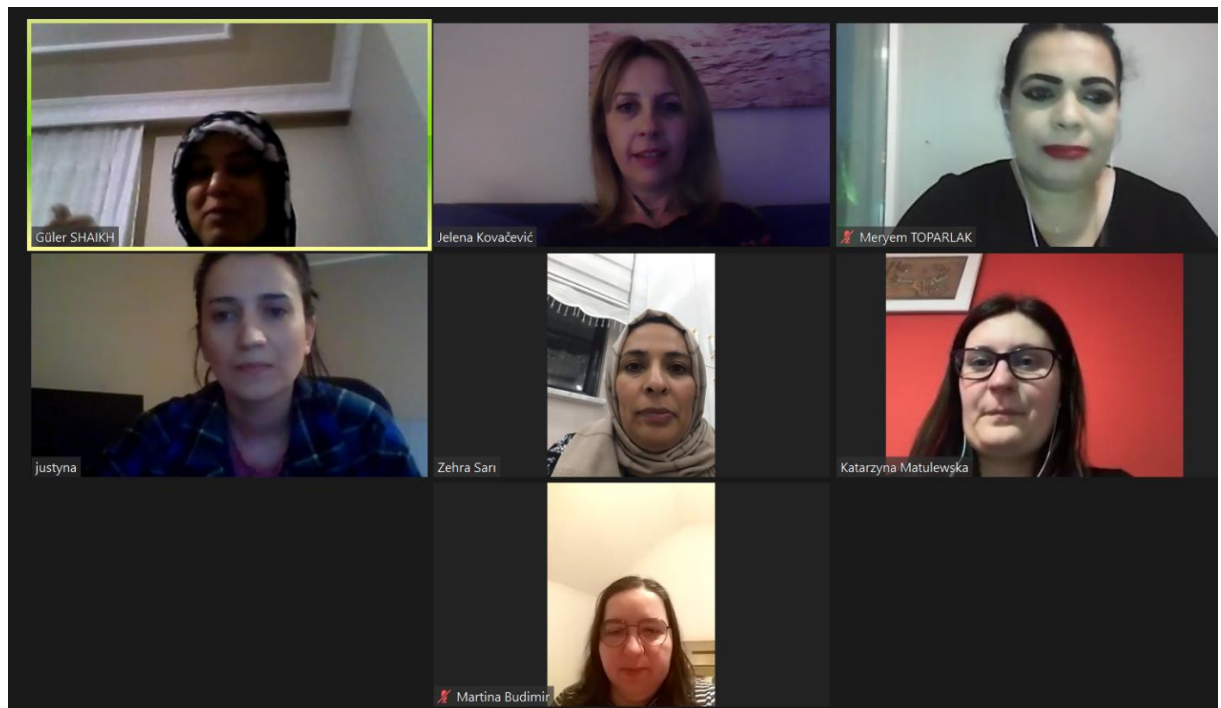 Güler SHAIKH
Jelena Kovačević
Meryem TOPARLAK
justyna
Zehra Sarı
Katarzyna Matulewska
Martina Budimir